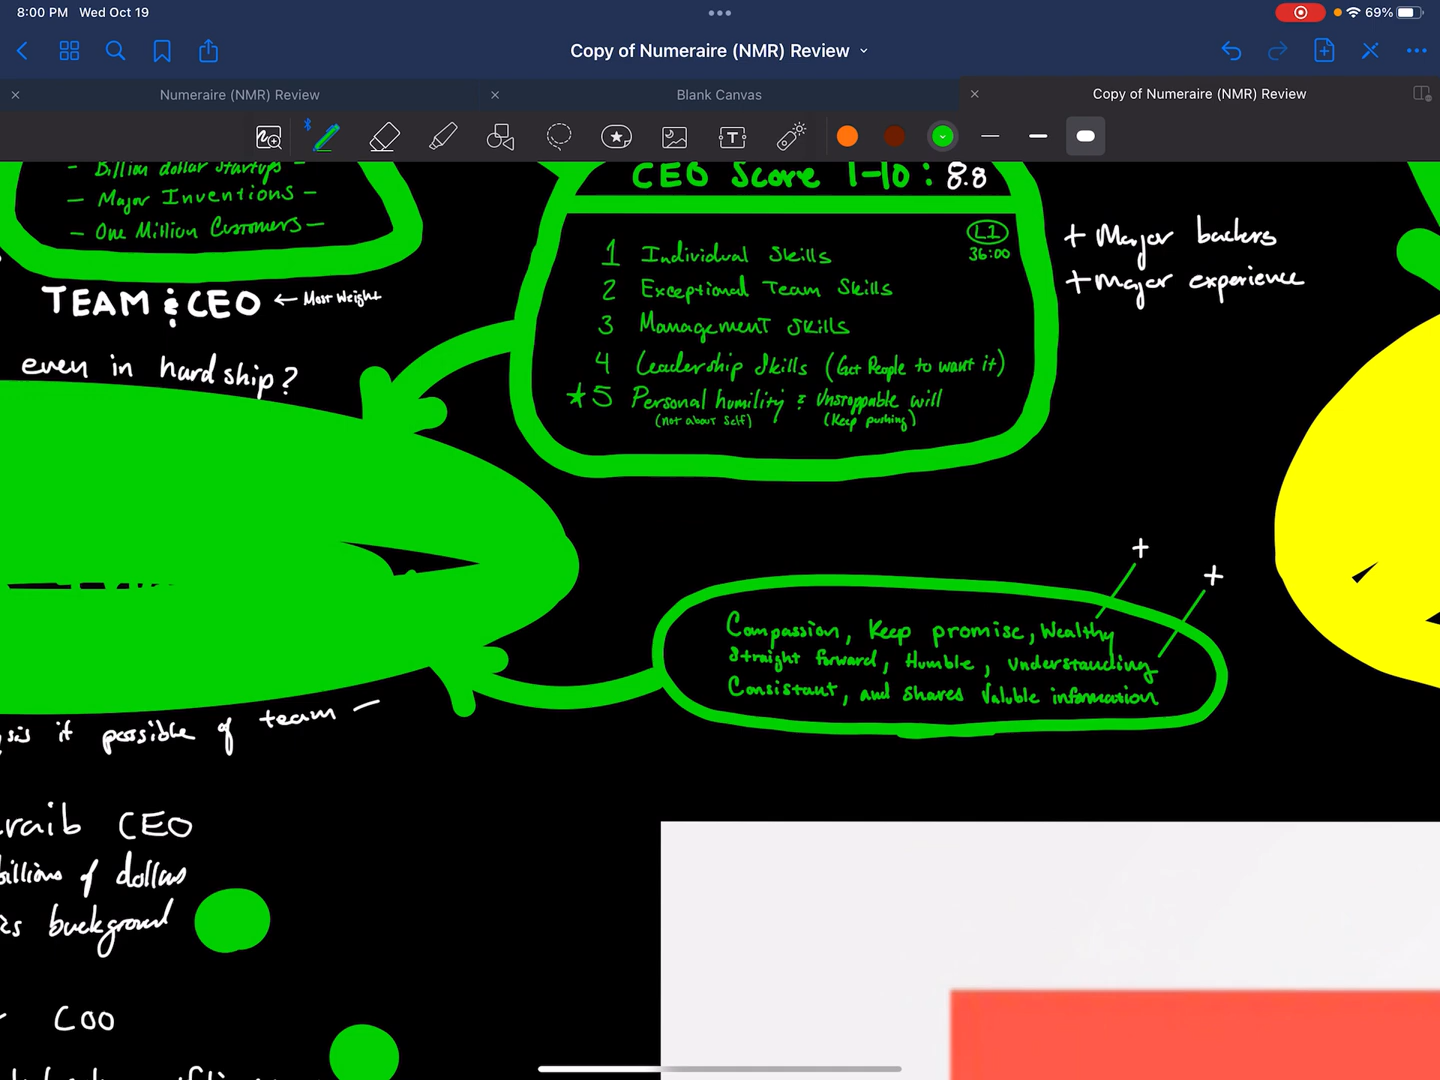 8:00 PM Wed Oct 19
69%
Copy of Numeraire (NMR) Review
Numeraire (NMR) Review
Blank Canvas
Copy of Numeraire (NMR) Review
- Billion dollar startups -
- Major Inventions -
- One Million Customers -
TEAM & CEO ← Most Weight
even in hardship?
CEO Score 1-10: 8.8
L1
36:00
1 Individual Skills
2 Exceptional Team Skills
3 Management Skills
4 Leadership Skills (Get People to want it)
★5 Personal humility & Unstoppable will
(not about self) (Keep pushing)
+ Major backers
+ Major experience
+
+
Compassion, Keep promise, Wealthy
Straight forward, Humble, Understanding
Consistant, and Shares Valuble information
if possible of team -
CEO
billions of dollars
background
COO